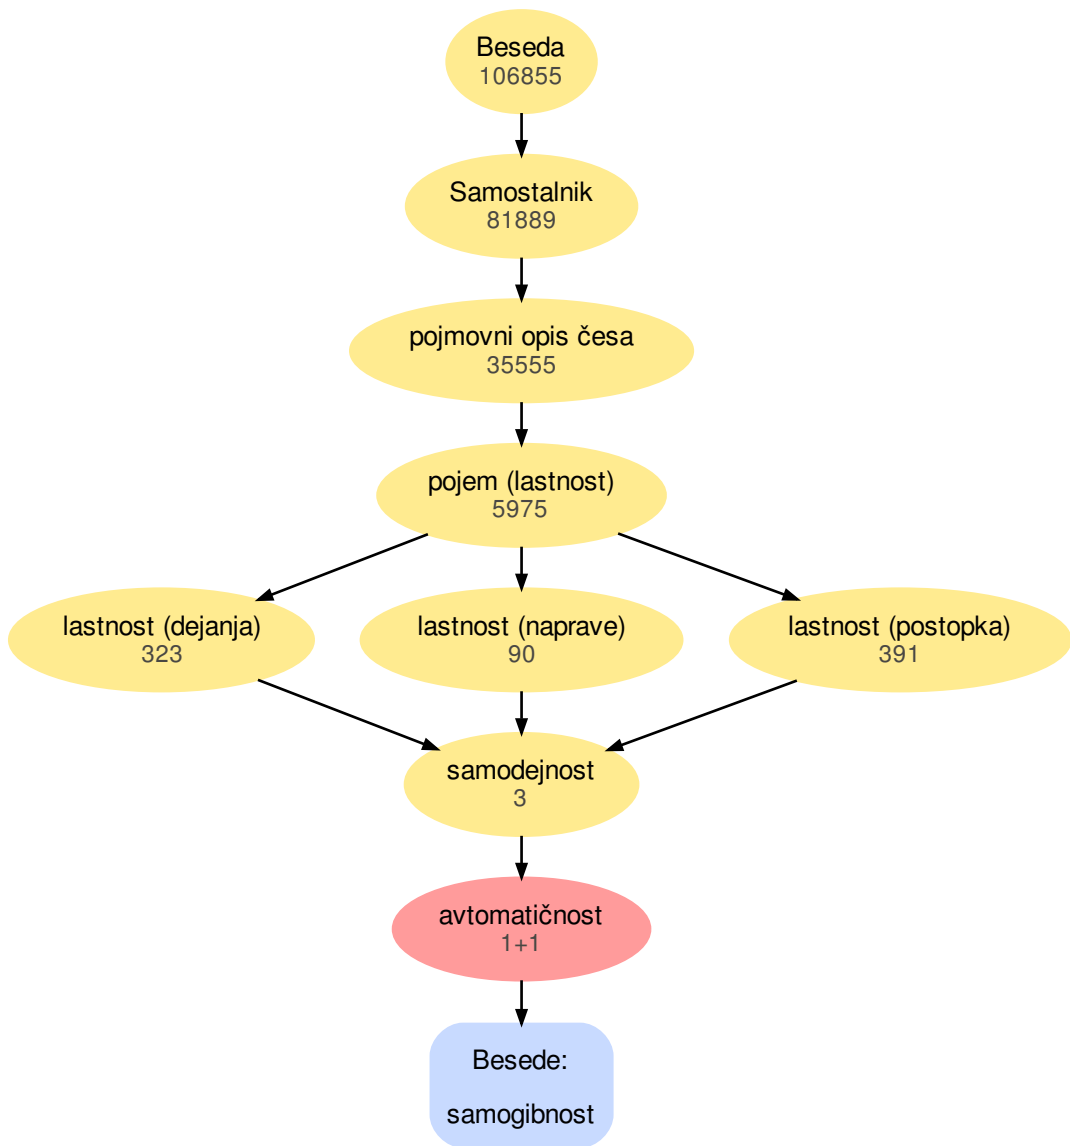 Beseda
106855
Samostalnik
81889
pojmovni opis česa
35555
pojem (lastnost)
5975
lastnost (dejanja)
323
lastnost (naprave)
90
lastnost (postopka)
391
samodejnost
3
avtomatičnost
1+1
Besede:
samogibnost